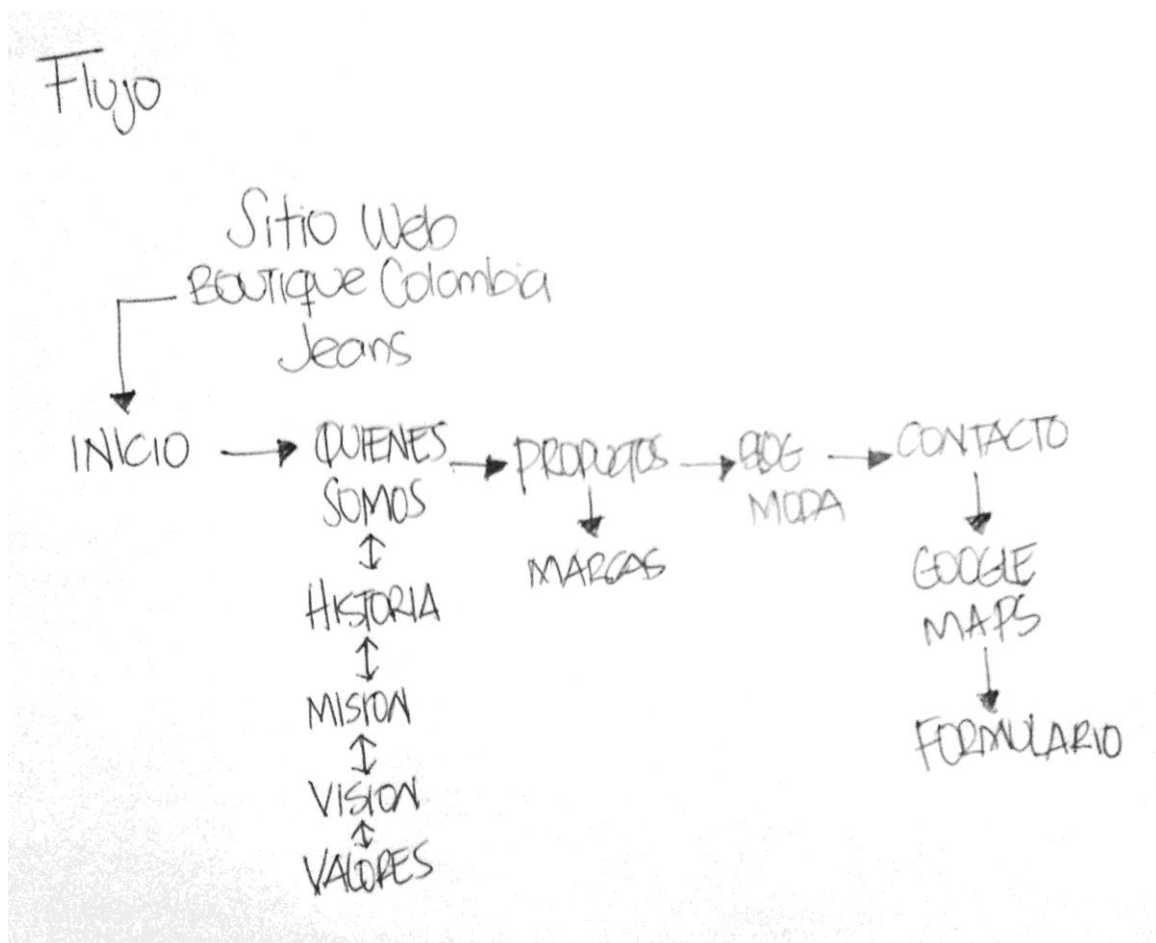 Flujo
Sitio Web
BOUTIQUE Colombia
Jeans
INICIO
QUIENES
SOMOS
PRODUCTOS
BLOG
MODA
CONTACTO
HISTORIA
MISION
VISION
VALORES
MARCAS
GOOGLE
MAPS
FORMULARIO